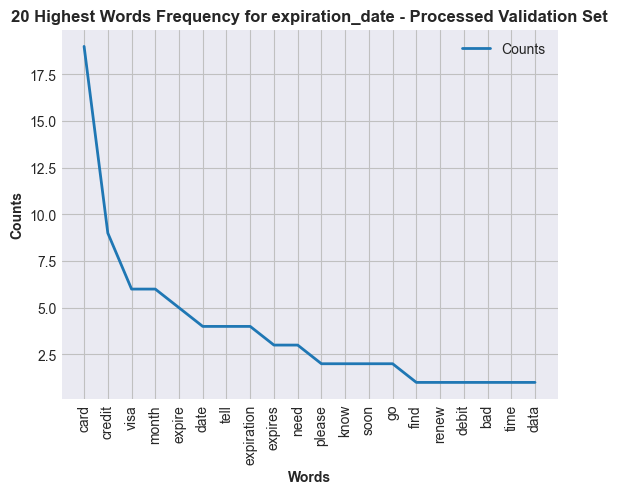 20 Highest Words Frequency for expiration_date - Processed Validation Set
Counts
17.5
15.0
12.5
10.0
7.5
5.0
2.5
Counts
card
credit
visa
month
expire
date
tell
expiration
expires
need
please
know
soon
go
find
renew
debit
bad
time
data
Words